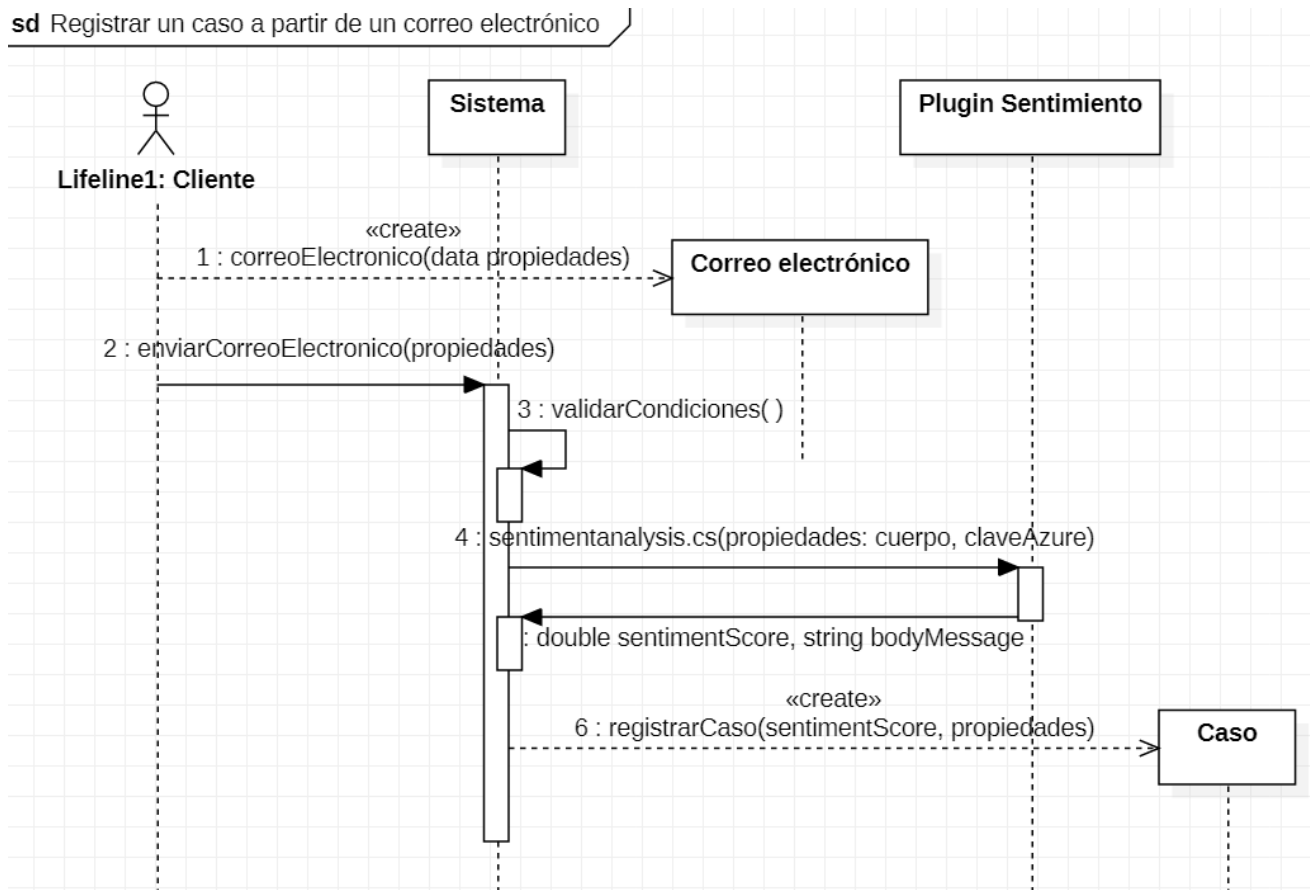 sd Registrar un caso a partir de un correo electrónico
Sistema
Plugin Sentimiento
Lifeline1: Cliente
«create»
1 : correoElectronico(data propiedades)
Correo electrónico
2 : enviarCorreoElectronico(propiedades)
3 : validarCondiciones( )
4 : sentimentanalysis.cs(propiedades: cuerpo, claveAzure)
: double sentimentScore, string bodyMessage
«create»
6 : registrarCaso(sentimentScore, propiedades)
Caso